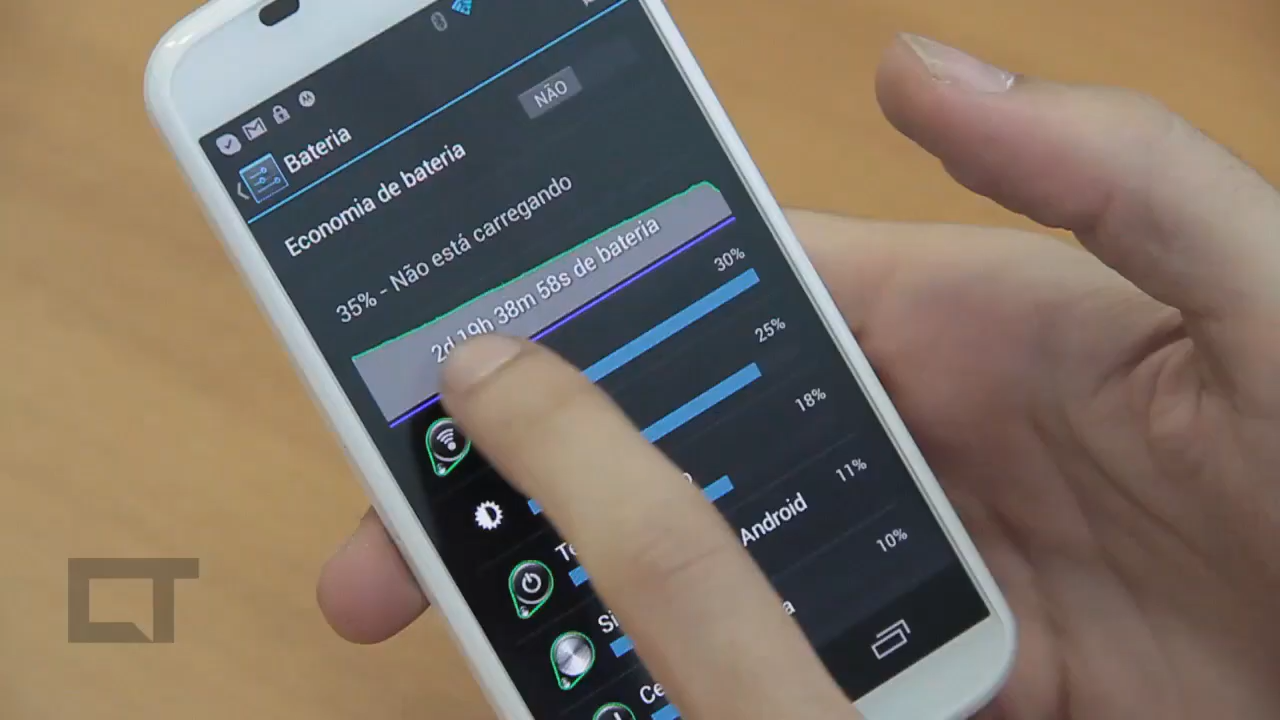 Bateria
Economia de bateria
NÃO
35% - Não está carregando
2d 19h 38m 58s de bateria
30%
25%
18%
Android
11%
10%
CT